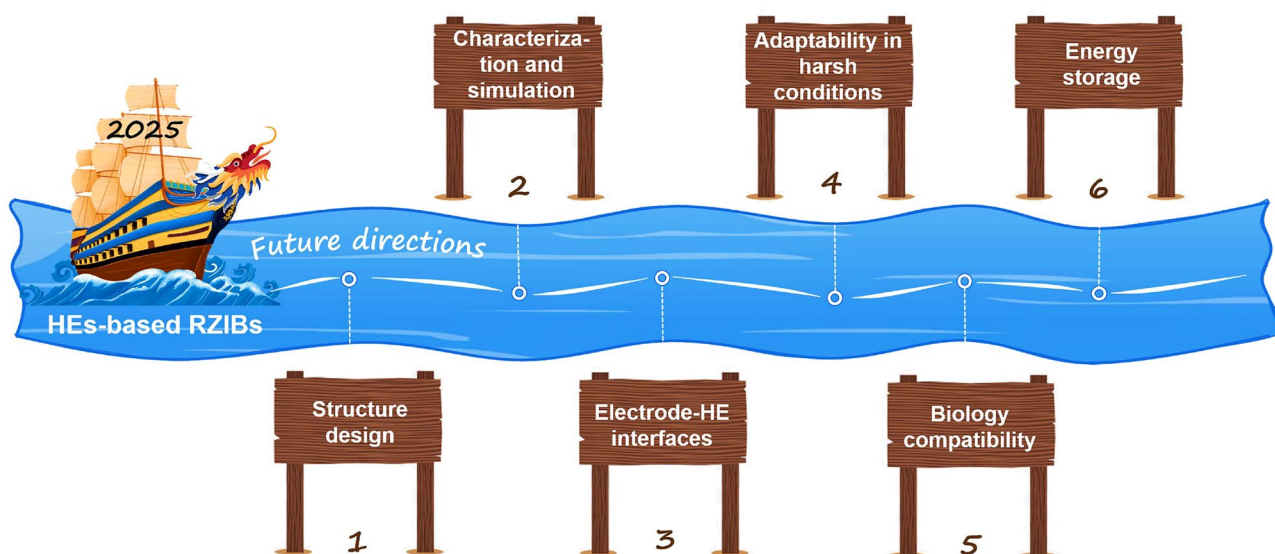 2025
Future directions
HEs-based RZIBs
Structure
design
1
Characteriza-
tion and
simulation
2
Electrode-HE
interfaces
3
Adaptability in
harsh
conditions
4
Biology
compatibility
5
Energy
storage
6